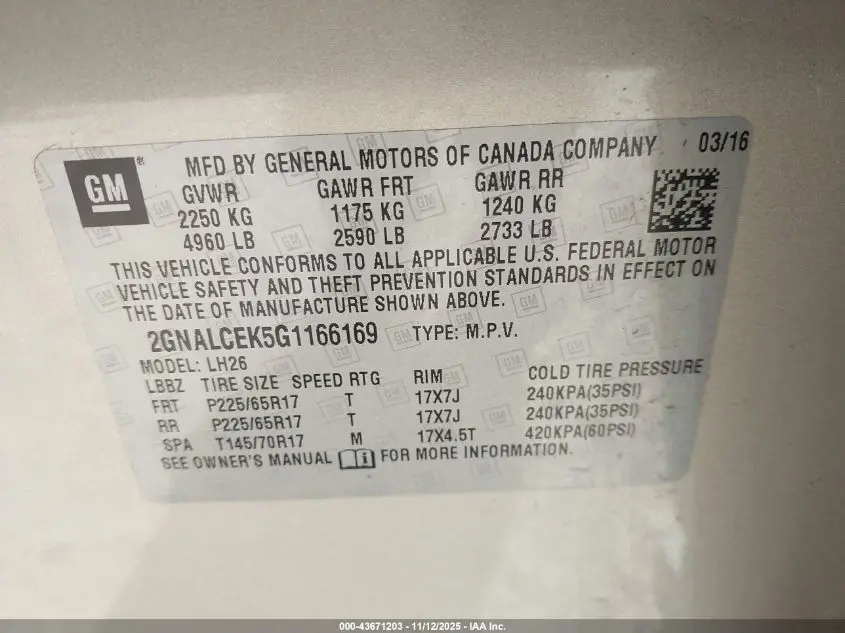 GM ® MFD BY GENERAL MOTORS OF CANADA COMPANY 03/16
GVWR GAWR FRT GAWR RR
2250 KG 1175 KG 1240 KG
4960 LB 2590 LB 2733 LB
THIS VEHICLE CONFORMS TO ALL APPLICABLE U.S. FEDERAL MOTOR
VEHICLE SAFETY AND THEFT PREVENTION STANDARDS IN EFFECT ON
THE DATE OF MANUFACTURE SHOWN ABOVE.
2GNALCEK5G1166169 TYPE: M.P.V.
MODEL: LH26
LBBZ TIRE SIZE SPEED RTG RIM COLD TIRE PRESSURE
FRT P225/65R17 T 17X7J 240KPA(35PSI)
RR P225/65R17 T 17X7J 240KPA(35PSI)
SPA T145/70R17 M 17X4.5T 420KPA(60PSI)
SEE OWNER'S MANUAL i FOR MORE INFORMATION.
000-43671203 - 11/12/2025 - IAA Inc.